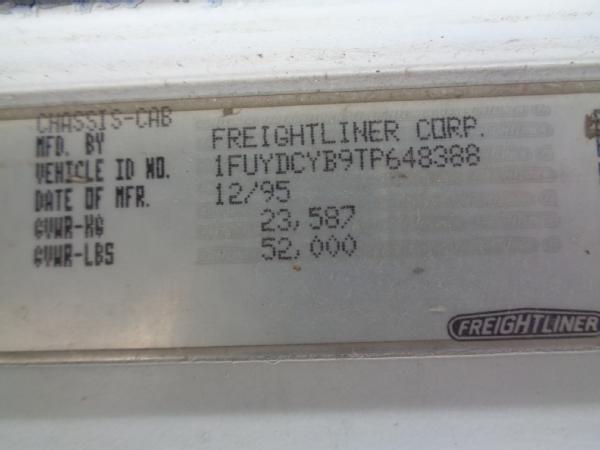 CHASSIS-CAB
MFD. BY FREIGHTLINER CORP.
VEHICLE ID NO. 1FUYDCYB9TP648388
DATE OF MFR. 12/95
GVWR-KG 23,587
GVWR-LBS 52,000
FREIGHTLINER